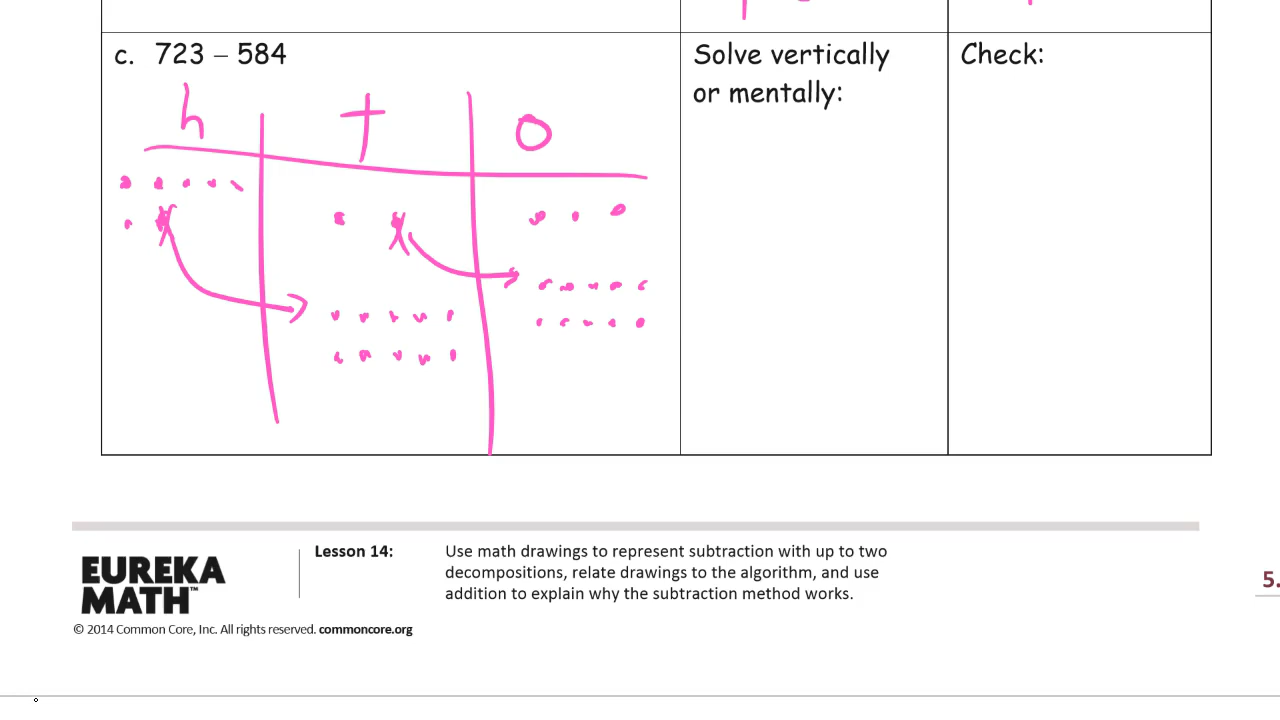 c. 723 – 584
Solve vertically
or mentally:
Check:
h T O
EUREKA
MATH™
Lesson 14:
Use math drawings to represent subtraction with up to two
decompositions, relate drawings to the algorithm, and use
addition to explain why the subtraction method works.
5.
© 2014 Common Core, Inc. All rights reserved. commoncore.org